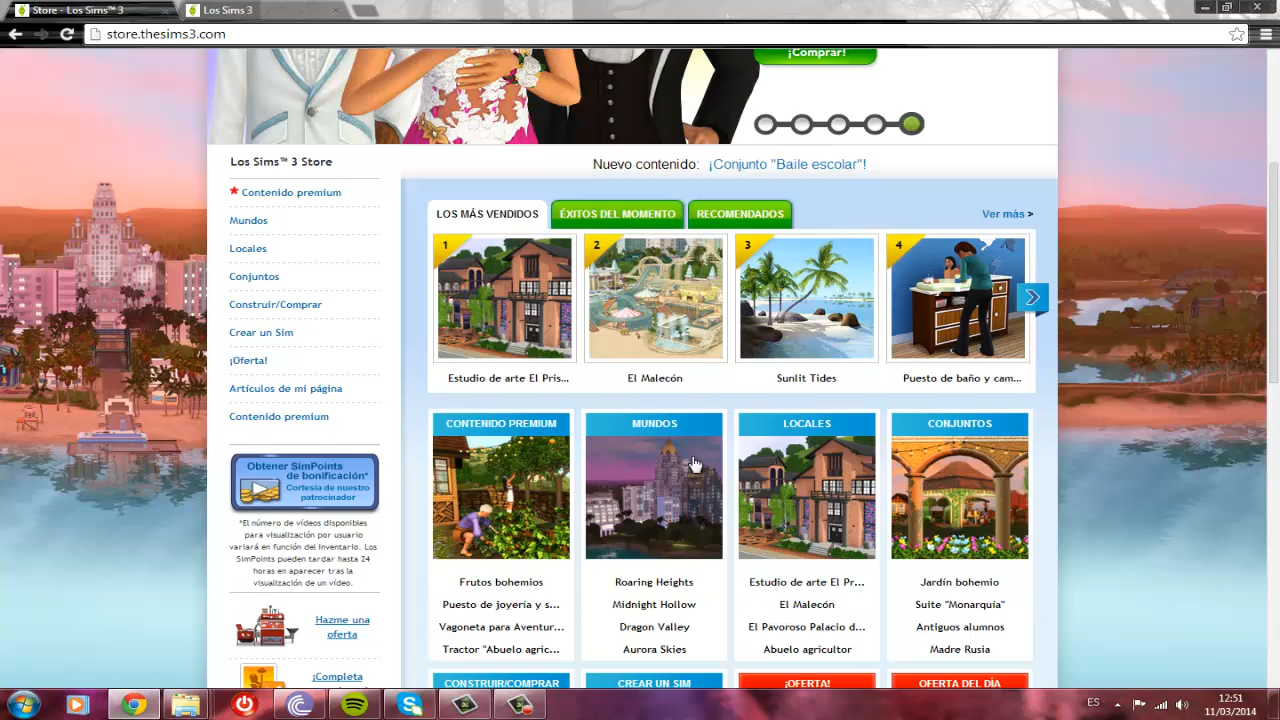 Store - Los Sims™ 3
Los Sims 3
store.thesims3.com
¡Comprar!
Los Sims™ 3 Store
Nuevo contenido: ¡Conjunto "Baile escolar"!
Contenido premium
Mundos
Locales
Conjuntos
Construir/Comprar
Crear un Sim
¡Oferta!
Artículos de mi página
Contenido premium
LOS MÁS VENDIDOS
ÉXITOS DEL MOMENTO
RECOMENDADOS
Ver más >
1
2
3
4
Estudio de arte El Pris...
El Malecón
Sunlit Tides
Puesto de baño y cam...
Obtener SimPoints
de bonificación*
Cortesía de nuestro
patrocinador
*El número de vídeos disponibles
para visualización por usuario
variará en función del inventario. Los
SimPoints pueden tardar hasta 24
horas en aparecer tras la
visualización de un vídeo.
Hazme una
oferta
¡Completa
CONTENIDO PREMIUM
Frutos bohemios
Puesto de joyería y s...
Vagoneta para Aventur...
Tractor "Abuelo agric...
MUNDOS
Roaring Heights
Midnight Hollow
Dragon Valley
Aurora Skies
LOCALES
Estudio de arte El Pr...
El Malecón
El Pavoroso Palacio d...
Abuelo agricultor
CONJUNTOS
Jardín bohemio
Suite "Monarquía"
Antiguos alumnos
Madre Rusia
CONSTRUIR/COMPRAR
CREAR UN SIM
¡OFERTA!
OFERTA DEL DÍA
ES
12:51
11/03/2014